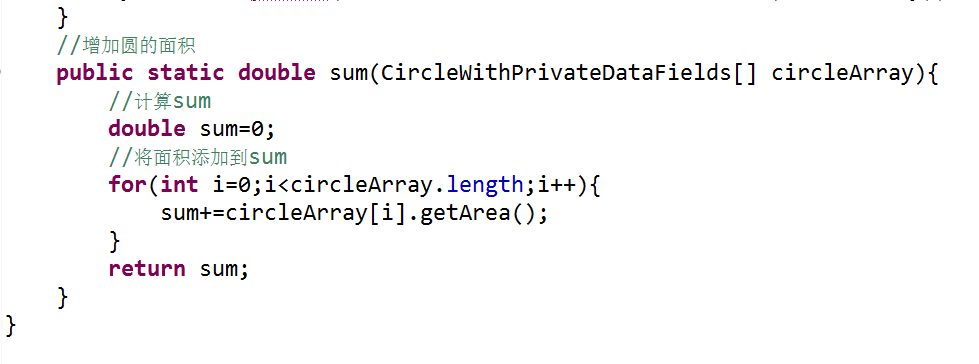 }
//增加圆的面积
public static double sum(CircleWithPrivateDataFields[] circleArray){
//计算sum
double sum=0;
//将面积添加到sum
for(int i=0;i<circleArray.length;i++){
sum+=circleArray[i].getArea();
}
return sum;
}
}